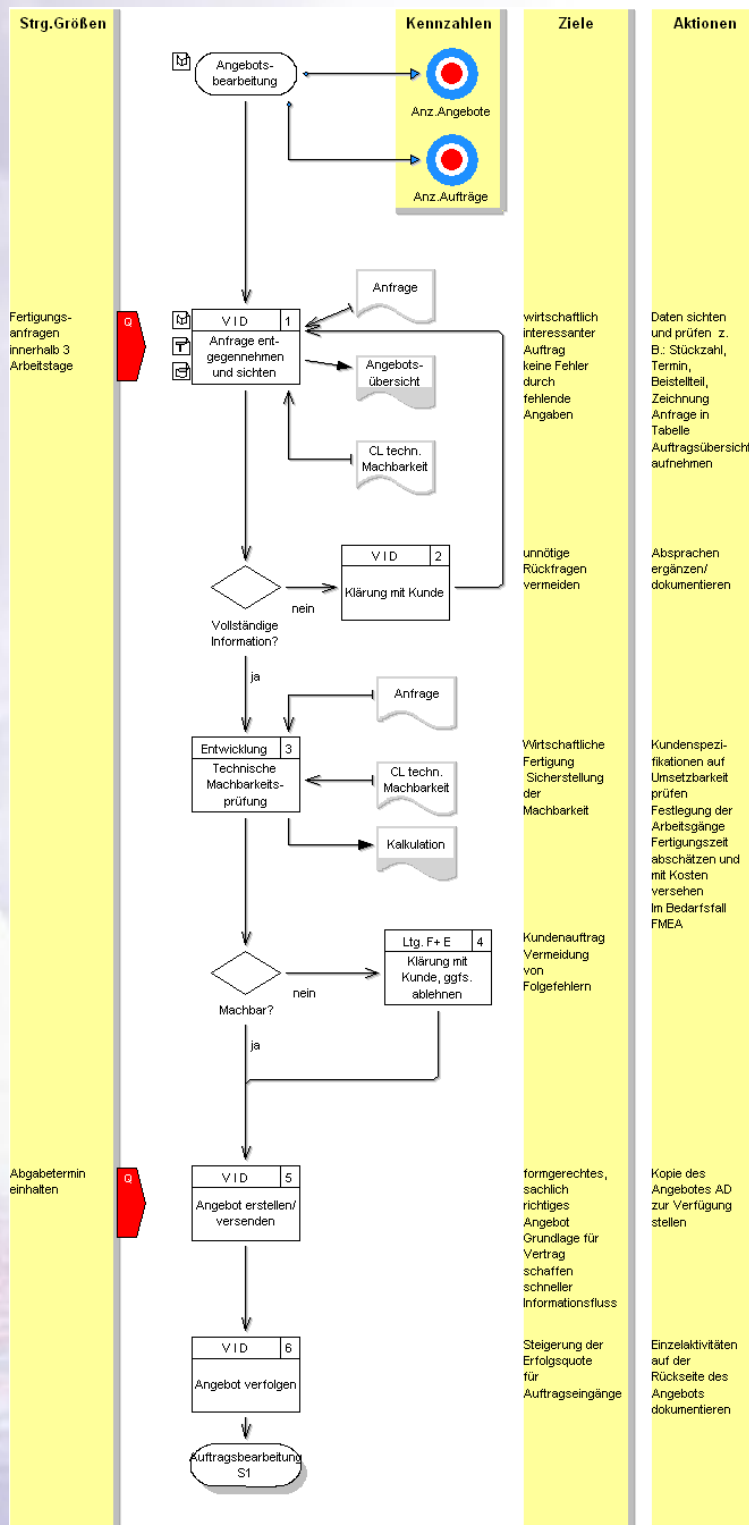 Strg.Größen
Kennzahlen
Ziele
Aktionen
Angebots-
bearbeitung
Anz.Angebote
Anz.Aufträge
Fertigungs-
anfragen
innerhalb 3
Arbeitstage
Q
VID 1
Anfrage ent-
gegennehmen
und sichten
Anfrage
Angebots-
übersicht
CL techn.
Machbarkeit
wirtschaftlich
interessanter
Auftrag
keine Fehler
durch
fehlende
Angaben
Daten sichten
und prüfen z.
B.: Stückzahl,
Termin,
Beistellteil,
Zeichnung
Anfrage in
Tabelle
Auftragsübersicht
aufnehmen
Vollständige
Information?
nein
ja
VID 2
Klärung mit Kunde
unnötige
Rückfragen
vermeiden
Absprachen
ergänzen/
dokumentieren
Entwicklung 3
Technische
Machbarkeits-
prüfung
Anfrage
CL techn.
Machbarkeit
Kalkulation
Wirtschaftliche
Fertigung
Sicherstellung
der
Machbarkeit
Kundenspezi-
fikationen auf
Umsetzbarkeit
prüfen
Festlegung der
Arbeitsgänge
Fertigungszeit
abschätzen und
mit Kosten
versehen
Im Bedarfsfall
FMEA
Machbar?
nein
ja
Ltg. F+ E 4
Klärung mit
Kunde, ggfs.
ablehnen
Kundenauftrag
Vermeidung
von
Folgefehlern
Abgabetermin
einhalten
Q
VID 5
Angebot erstellen/
versenden
formgerechtes,
sachlich
richtiges
Angebot
Grundlage für
Vertrag
schaffen
schneller
Informationsfluss
Kopie des
Angebotes AD
zur Verfügung
stellen
VID 6
Angebot verfolgen
Steigerung der
Erfolgsquote
für
Auftragseingänge
Einzelaktivitäten
auf der
Rückseite des
Angebots
dokumentieren
Auftragsbearbeitung
S1